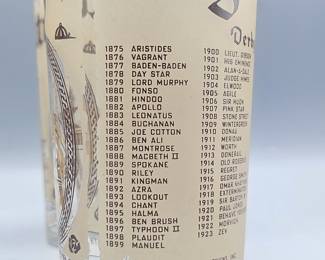 Derb
1875 ARISTIDES
1876 VAGRANT
1877 BADEN-BADEN
1878 DAY STAR
1879 LORD MURPHY
1880 FONSO
1881 HINDOO
1882 APOLLO
1883 LEONATUS
1884 BUCHANAN
1885 JOE COTTON
1886 BEN ALI
1887 MONTROSE
1888 MACBETH II
1889 SPOKANE
1890 RILEY
1891 KINGMAN
1892 AZRA
1893 LOOKOUT
1894 CHANT
1895 HALMA
1896 BEN BRUSH
1897 TYPHOON II
1898 PLAUDIT
1899 MANUEL
1900 LIEUT. GIBSON
1901 HIS EMINENC
1902 ALAN-A-DALE
1903 JUDGE HIMES
1904 ELWOOD
1905 AGILE
1906 SIR HUON
1907 PINK STAR
1908 STONE STREET
1909 WINTERGREE
1910 DONAU
1911 MERIDIAN
1912 WORTH
1913 DONERAIL
1914 OLD ROSEBUD
1915 REGRET
1916 GEORGE SMITH
1917 OMAR KHAYYAM
1918 EXTERMINATO
1919 SIR BARTON
1920 PAUL JONES
1921 BEHAVE YOURS
1922 MORVICH
1923 ZEV